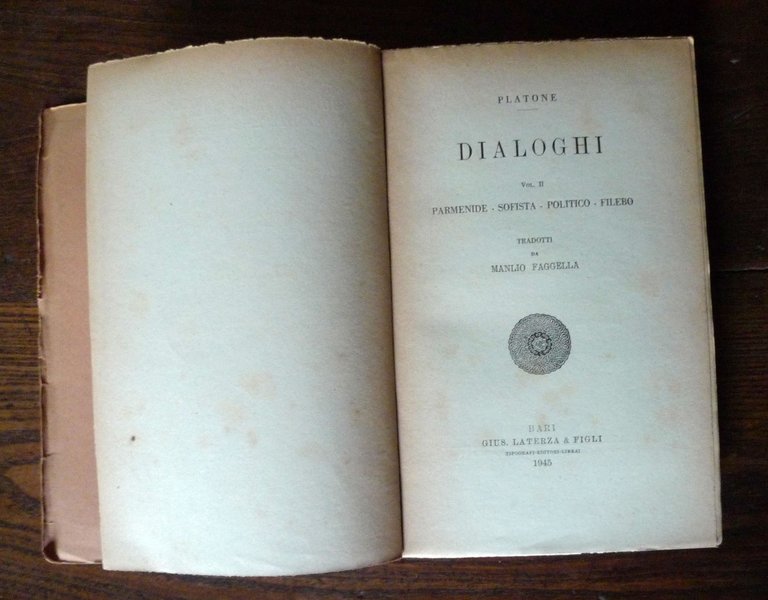 PLATONE
DIALOGHI
VOL. II
PARMENIDE - SOFISTA - POLITICO - FILEBO
TRADOTTI
DA
MANLIO FAGGELLA
BARI
GIUS. LATERZA & FIGLI
TIPOGRAFI-EDITORI-LIBRAI
1945